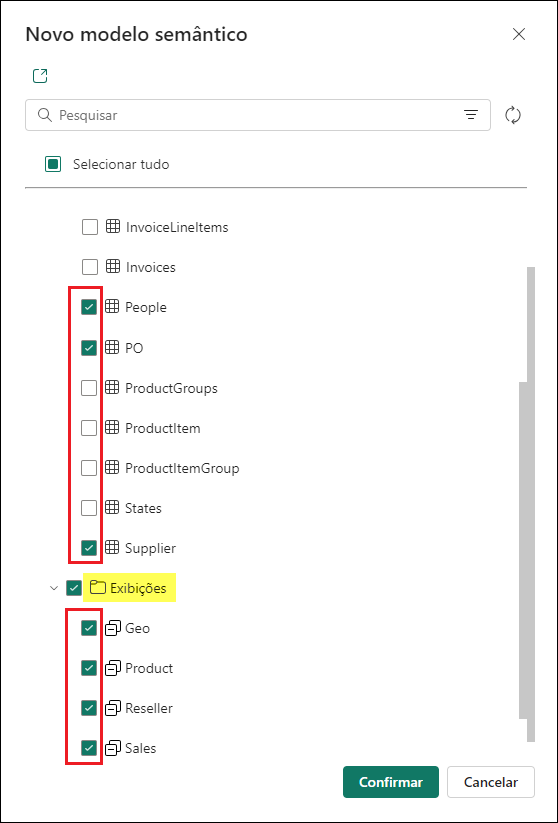 Novo modelo semântico
Pesquisar
Selecionar tudo
InvoiceLineItems
Invoices
People
PO
ProductGroups
ProductItem
ProductItemGroup
States
Supplier
Exibições
Geo
Product
Reseller
Sales
Confirmar
Cancelar